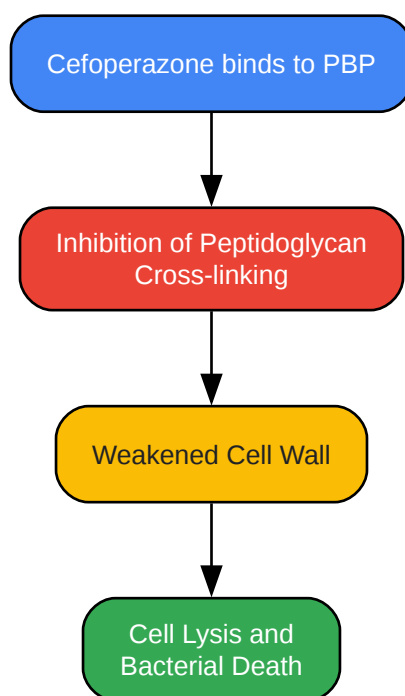 Cefoperazone binds to PBP
Inhibition of Peptidoglycan
Cross-linking
Weakened Cell Wall
Cell Lysis and
Bacterial Death